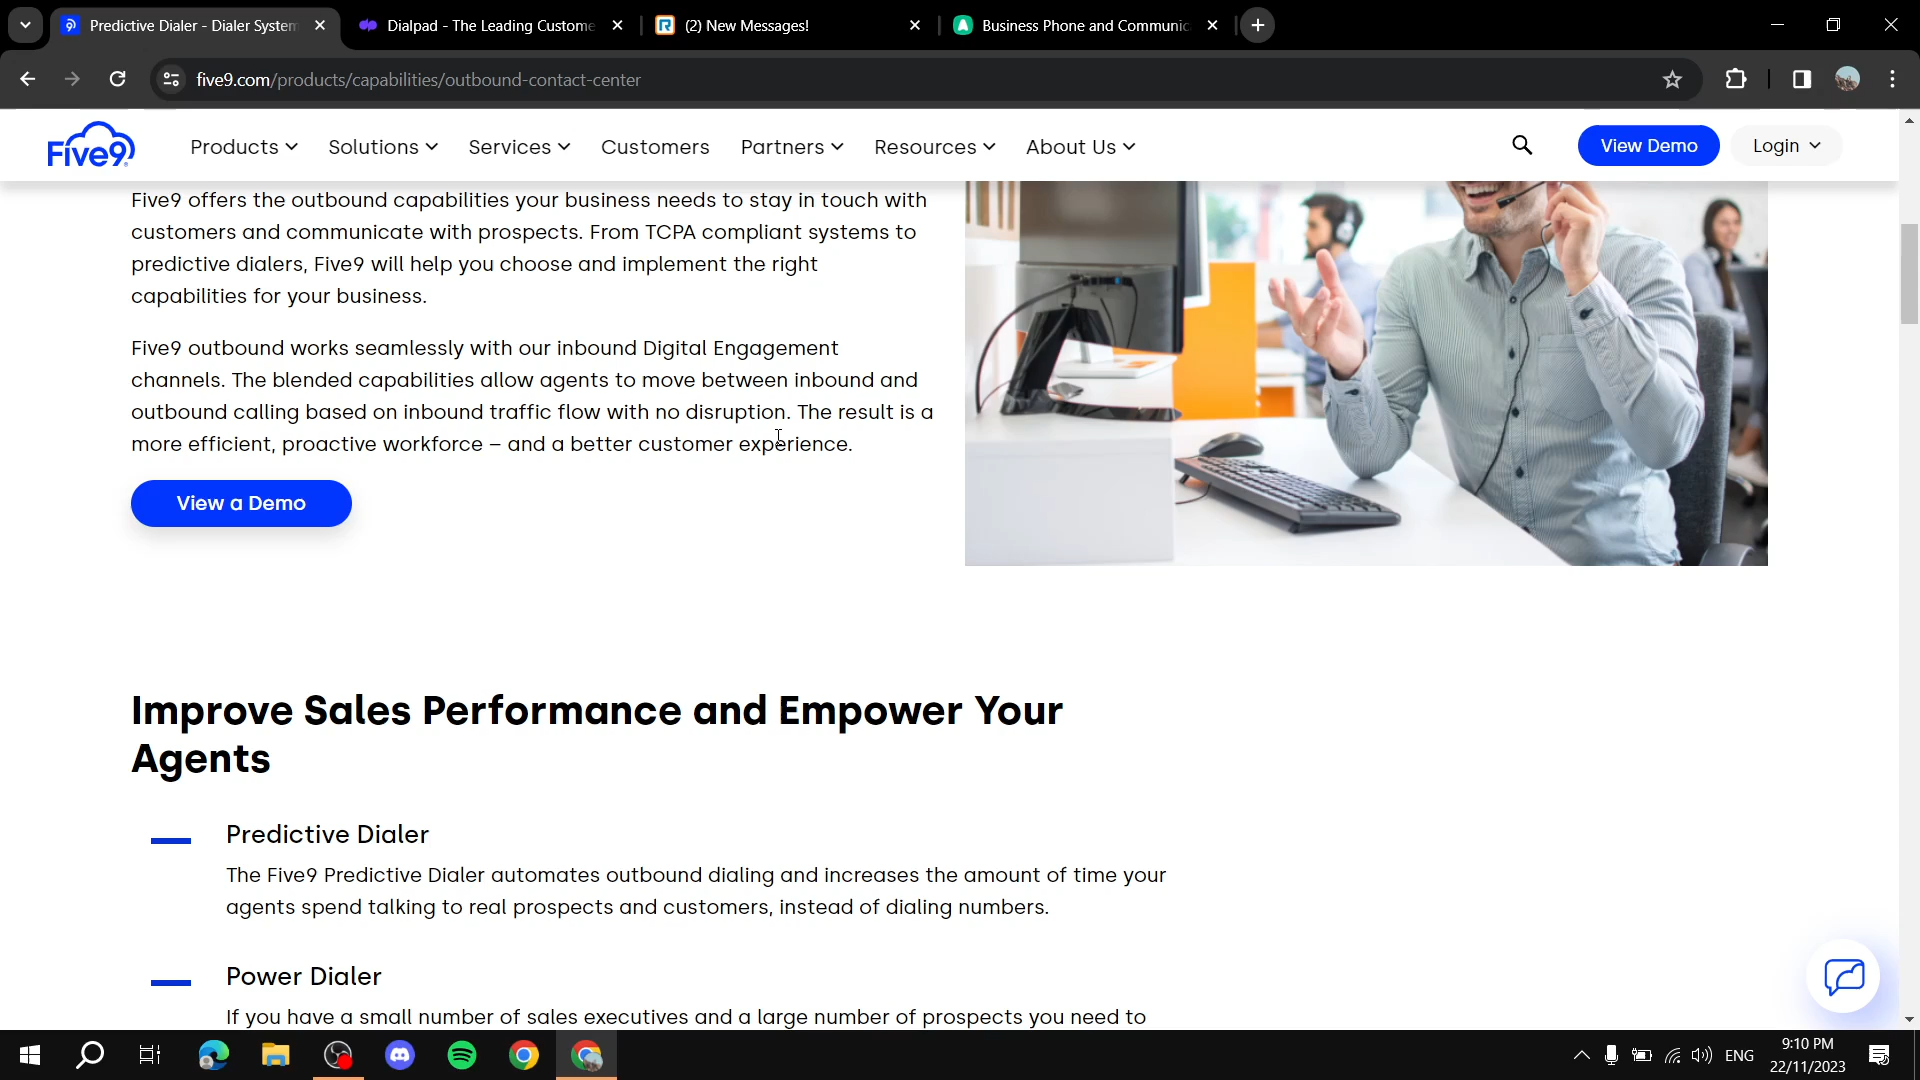 Predictive Dialer - Dialer System
Dialpad - The Leading Custome
(2) New Messages!
Business Phone and Communic
five9.com/products/capabilities/outbound-contact-center
Five9
Products
Solutions
Services
Customers
Partners
Resources
About Us
View Demo
Login
Five9 offers the outbound capabilities your business needs to stay in touch with
customers and communicate with prospects. From TCPA compliant systems to
predictive dialers, Five9 will help you choose and implement the right
capabilities for your business.
Five9 outbound works seamlessly with our inbound Digital Engagement
channels. The blended capabilities allow agents to move between inbound and
outbound calling based on inbound traffic flow with no disruption. The result is a
more efficient, proactive workforce – and a better customer experience.
View a Demo
Improve Sales Performance and Empower Your
Agents
Predictive Dialer
The Five9 Predictive Dialer automates outbound dialing and increases the amount of time your
agents spend talking to real prospects and customers, instead of dialing numbers.
Power Dialer
If you have a small number of sales executives and a large number of prospects you need to
ENG
9:10 PM
22/11/2023